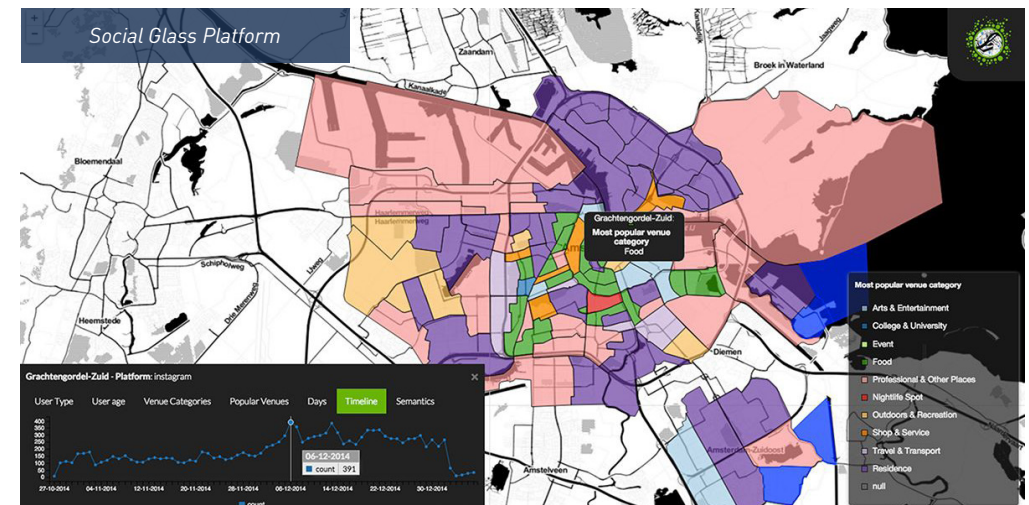 Social Glass Platform
+
−
Zaandam
Kanaalkade
Broek in Waterland
Bloemendaal
Haarlemmerweg
Haarlemmerweg
Schipholweg
IJweg
Drie Merenweg
Heemstede
Grachtengordel-Zuid:
Most popular venue
category
Food
Diemen
Amsterdam-Zuidoost
Amstelveen
Most popular venue category
Arts & Entertainment
College & University
Event
Food
Professional & Other Places
Nightlife Spot
Outdoors & Recreation
Shop & Service
Travel & Transport
Residence
null
Grachtengordel-Zuid - Platform: instagram
×
User Type User age Venue Categories Popular Venues Days Timeline Semantics
400
350
300
250
200
150
100
50
0
06-12-2014
count 391
27-10-2014 04-11-2014 12-11-2014 20-11-2014 28-11-2014 06-12-2014 14-12-2014 22-12-2014 30-12-2014
count